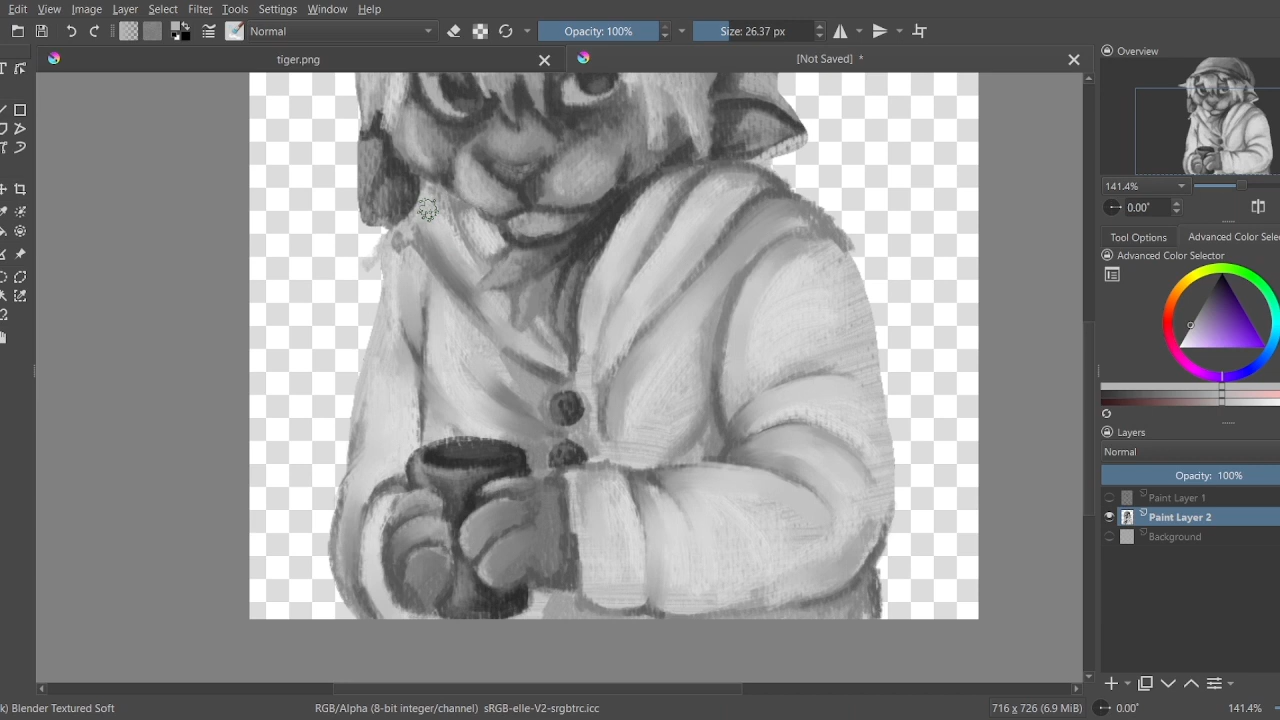 Edit View Image Layer Select Filter Tools Settings Window Help
Normal Opacity: 100% Size: 26.37 px
tiger.png [Not Saved] *
Overview
141.4%
0.00°
Tool Options Advanced Color Sele
Advanced Color Selector
Layers
Normal
Opacity: 100%
Paint Layer 1
Paint Layer 2
Background
k) Blender Textured Soft RGB/Alpha (8-bit integer/channel) sRGB-elle-V2-srgbtrc.icc 716 x 726 (6.9 MiB) 0.00° 141.4%